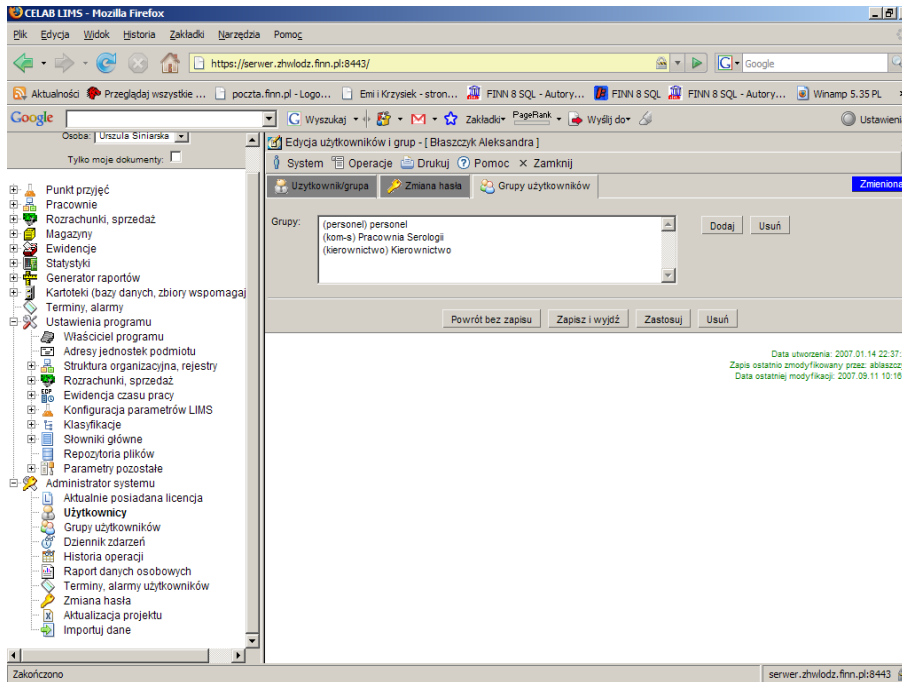 CELAB LIMS - Mozilla Firefox
Plik Edycja Widok Historia Zakładki Narzędzia Pomoc
https://serwer.zhwlodz.finn.pl:8443/
G Google
Aktualności Przeglądaj wszystkie ... poczta.finn.pl - Logo... Emi i Krzysiek - stron... FINN 8 SQL - Autory... FINN 8 SQL FINN 8 SQL - Autory... Winamp 5.35 PL
Google G Wyszukaj Zakładki PageRank Wyślij do Ustawieni
Osoba: Urszula Siniarska
Tylko moje dokumenty:
Punkt przyjęć
Pracownie
Rozrachunki, sprzedaż
Magazyny
Ewidencje
Statystyki
Generator raportów
Kartoteki (bazy danych, zbiory wspomagaj
Terminy, alarmy
Ustawienia programu
Właściciel programu
Adresy jednostek podmiotu
Struktura organizacyjna, rejestry
Rozrachunki, sprzedaż
Ewidencja czasu pracy
Konfiguracja parametrów LIMS
Klasyfikacje
Słowniki główne
Repozytoria plików
Parametry pozostałe
Administrator systemu
Aktualnie posiadana licencja
Użytkownicy
Grupy użytkowników
Dziennik zdarzeń
Historia operacji
Raport danych osobowych
Terminy, alarmy użytkowników
Zmiana hasła
Aktualizacja projektu
Importuj dane
Edycja użytkowników i grup - [ Błaszczyk Aleksandra ]
System Operacje Drukuj Pomoc Zamknij
Uzytkownik/grupa Zmiana hasła Grupy użytkowników Zmieniona
Grupy:
(personel) personel
(kom-s) Pracownia Serologii
(kierownictwo) Kierownictwo
Dodaj Usuń
Powrót bez zapisu Zapisz i wyjdź Zastosuj Usuń
Data utworzenia: 2007.01.14 22:37:
Zapis ostatnio zmodyfikowany przez: ablaszcz
Data ostatniej modyfikacji: 2007.09.11 10:16
Zakończono serwer.zhwlodz.finn.pl:8443